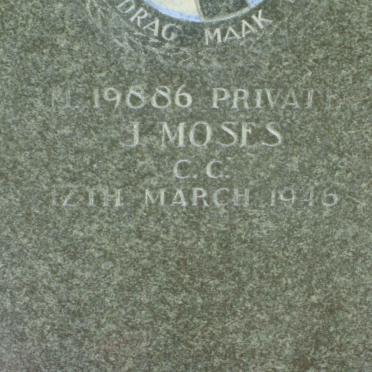 DRAG MAAK
M. 19886 PRIVATE
J. MOSES
C. C.
12TH MARCH 1946